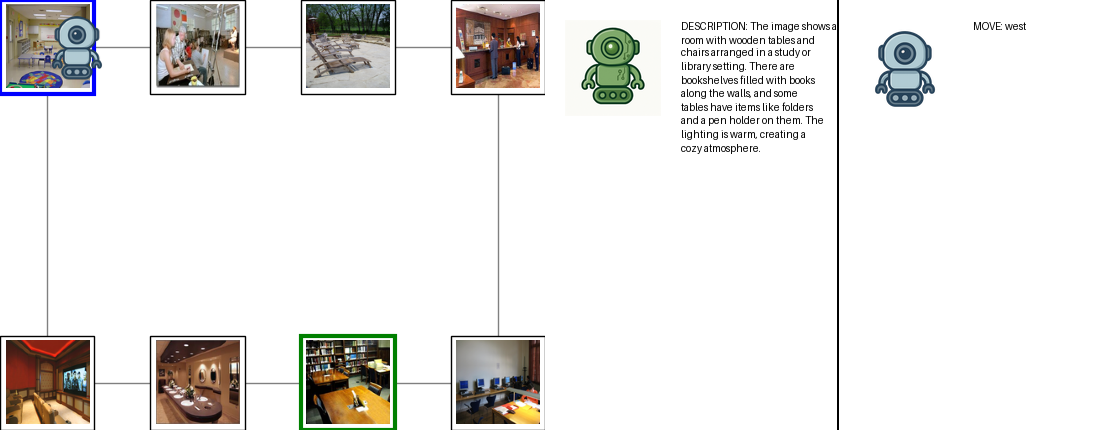 DESCRIPTION: The image shows a
room with wooden tables and
chairs arranged in a study or
library setting. There are
bookshelves filled with books
along the walls, and some
tables have items like folders
and a pen holder on them. The
lighting is warm, creating a
cozy atmosphere.
MOVE: west